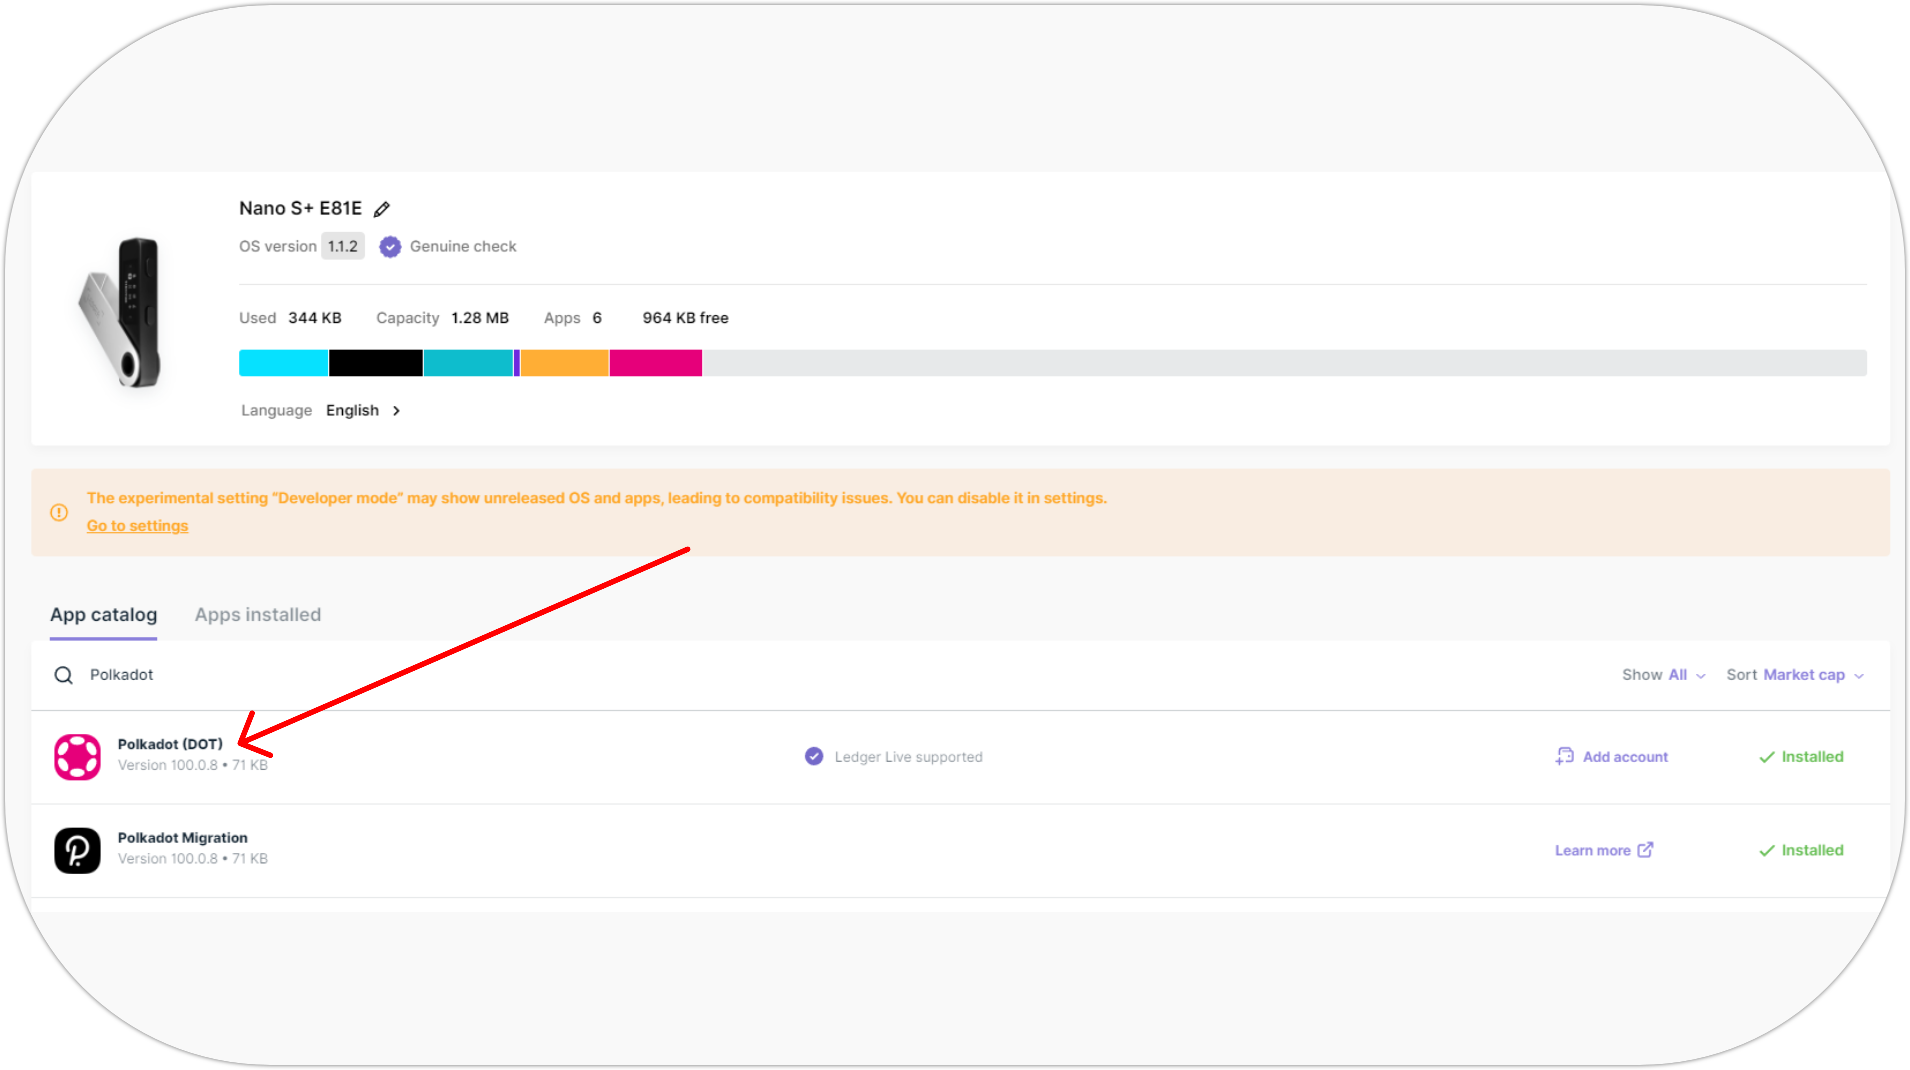 Nano S+ E81E
OS version 1.1.2 Genuine check
Used 344 KB Capacity 1.28 MB Apps 6 964 KB free
Language English
The experimental setting “Developer mode” may show unreleased OS and apps, leading to compatibility issues. You can disable it in settings.
Go to settings
App catalog Apps installed
Polkadot Show All Sort Market cap
Polkadot (DOT)
Version 100.0.8 • 71 KB
Ledger Live supported Add account Installed
Polkadot Migration
Version 100.0.8 • 71 KB
Learn more Installed